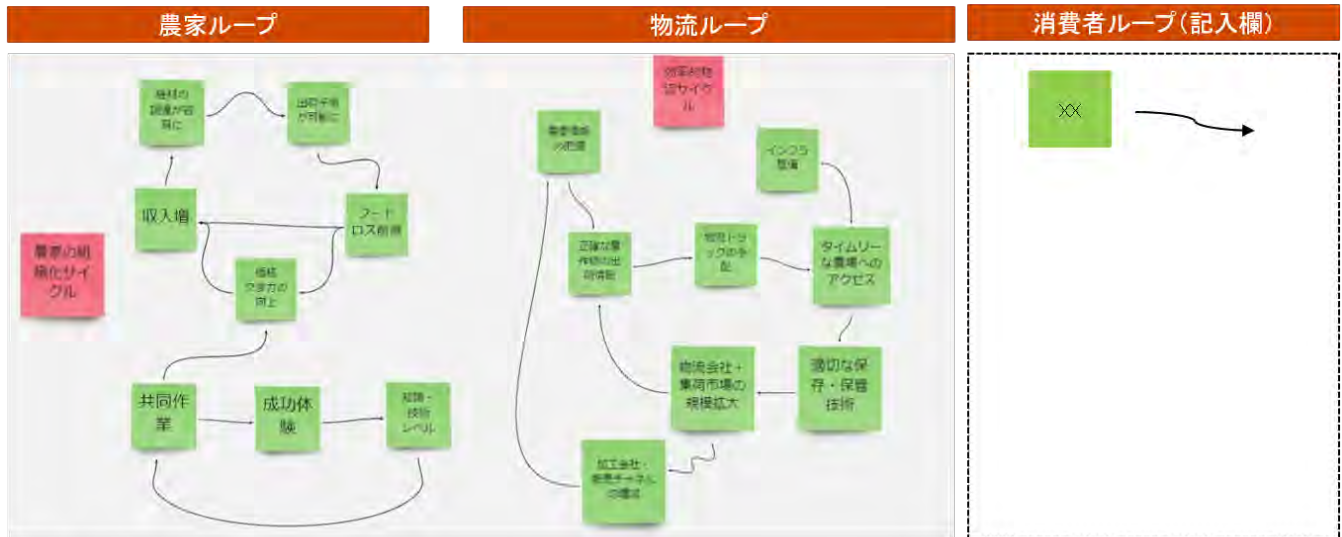 農家ループ
物流ループ
消費者ループ(記入欄)
機材の
調達が容
易に
出荷予測
が可能に
収入増
フード
ロス削減
農家の組
織化サイ
クル
価格
交渉力の
向上
共同作
業
成功体
験
知識・
技術
レベル
効率的物
流サイク
ル
需要情報
の把握
インフラ
整備
正確な農
作物の出
荷情報
物流トラ
ックの手
配
タイムリー
な農場への
アクセス
物流会社・
集荷市場の
規模拡大
適切な保
存・保管
技術
加工会社・
販売チャネル
の増加
XX